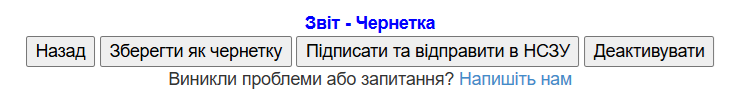 Звіт - Чернетка
Назад Зберегти як чернетку Підписати та відправити в НСЗУ Деактивувати
Виникли проблеми або запитання? Напишіть нам